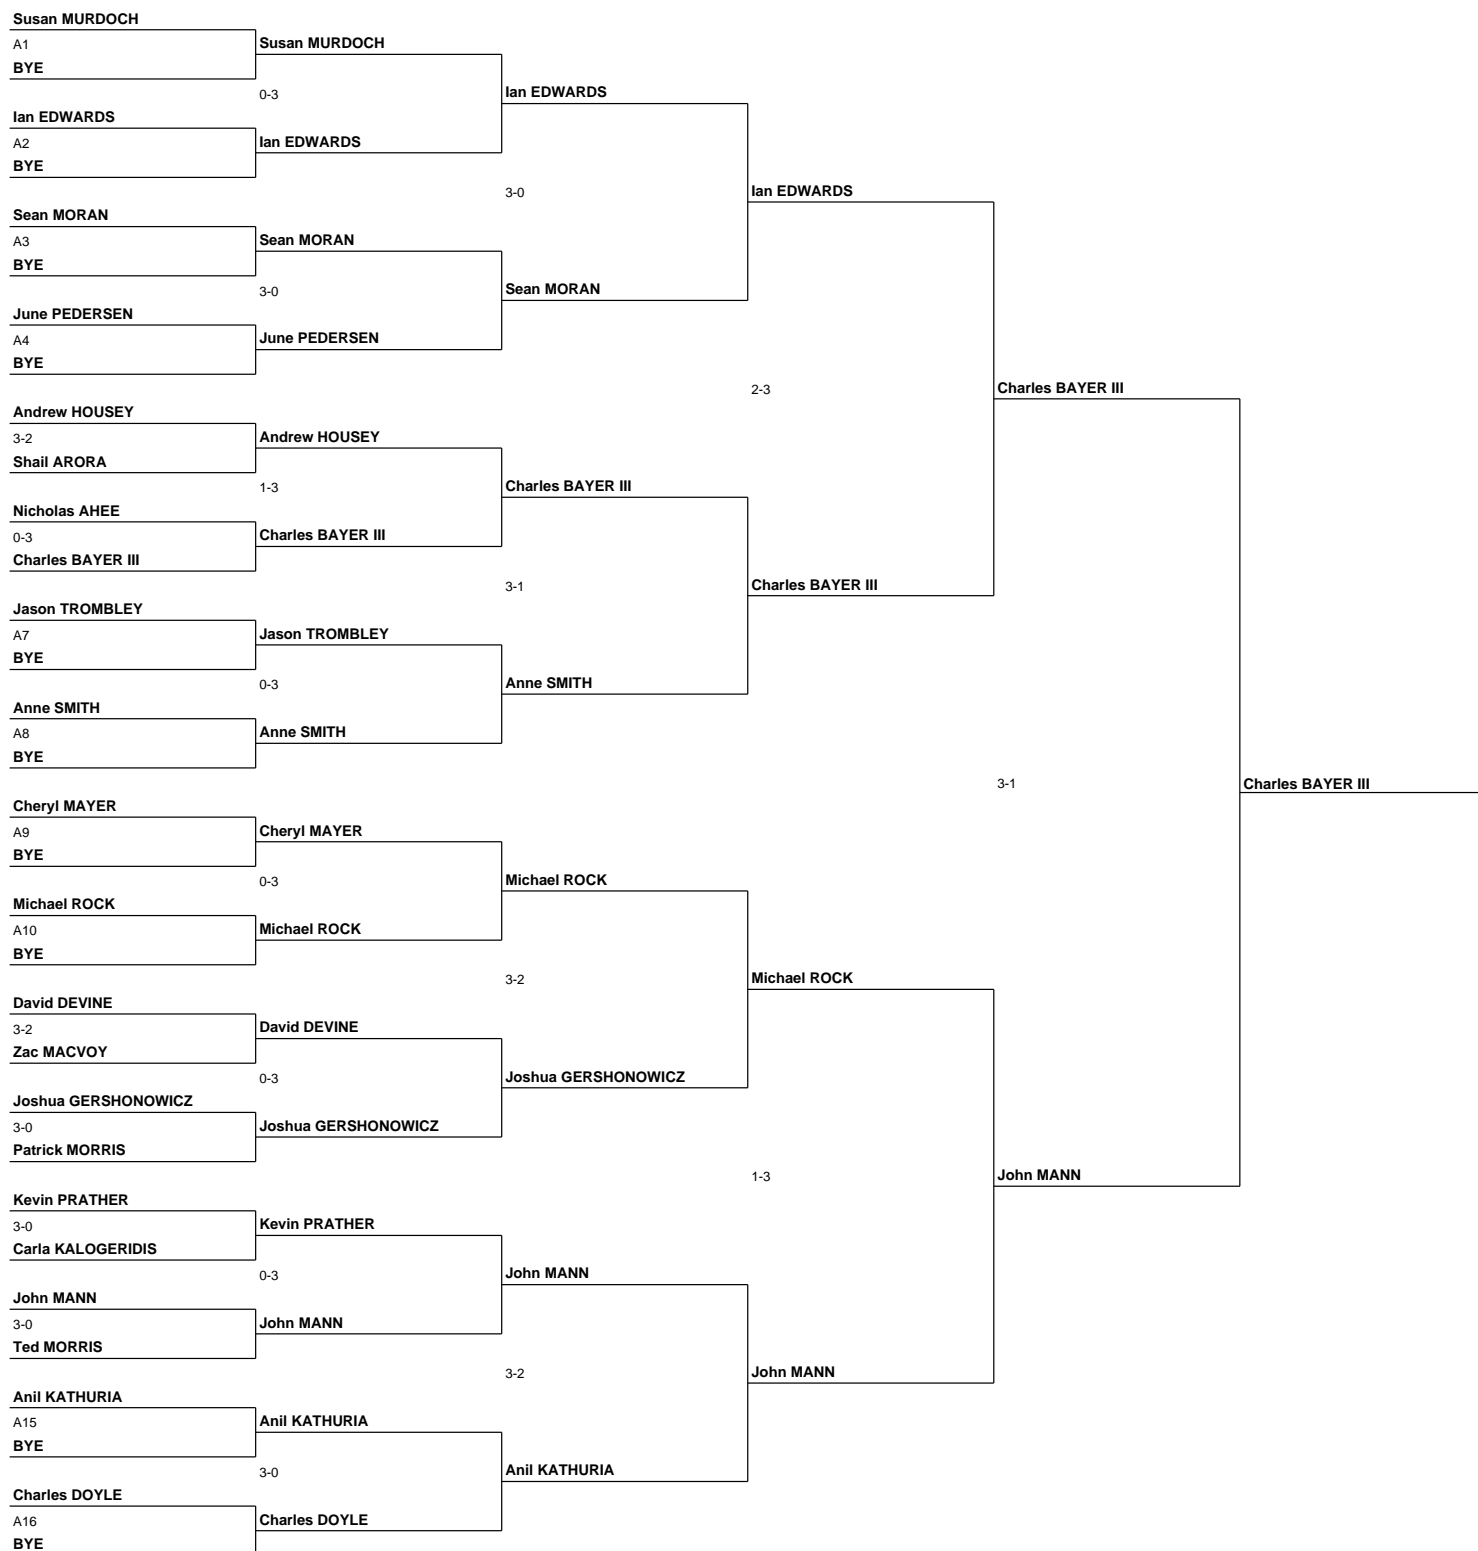 Susan MURDOCH
A1
BYE
Ian EDWARDS
A2
BYE
Sean MORAN
A3
BYE
June PEDERSEN
A4
BYE
Andrew HOUSEY
3-2
Shail ARORA
Nicholas AHEE
0-3
Charles BAYER III
Jason TROMBLEY
A7
BYE
Anne SMITH
A8
BYE
Cheryl MAYER
A9
BYE
Michael ROCK
A10
BYE
David DEVINE
3-2
Zac MACVOY
Joshua GERSHONOWICZ
3-0
Patrick MORRIS
Kevin PRATHER
3-0
Carla KALOGERIDIS
John MANN
3-0
Ted MORRIS
Anil KATHURIA
A15
BYE
Charles DOYLE
A16
BYE
Susan MURDOCH
0-3
Ian EDWARDS
Sean MORAN
3-0
June PEDERSEN
Andrew HOUSEY
1-3
Charles BAYER III
Jason TROMBLEY
0-3
Anne SMITH
Cheryl MAYER
0-3
Michael ROCK
David DEVINE
0-3
Joshua GERSHONOWICZ
Kevin PRATHER
0-3
John MANN
Anil KATHURIA
3-0
Charles DOYLE
Ian EDWARDS
3-0
Sean MORAN
Charles BAYER III
3-1
Anne SMITH
Michael ROCK
3-2
Joshua GERSHONOWICZ
John MANN
3-2
Anil KATHURIA
Ian EDWARDS
2-3
Charles BAYER III
Michael ROCK
1-3
John MANN
Charles BAYER III
3-1
John MANN
Charles BAYER III